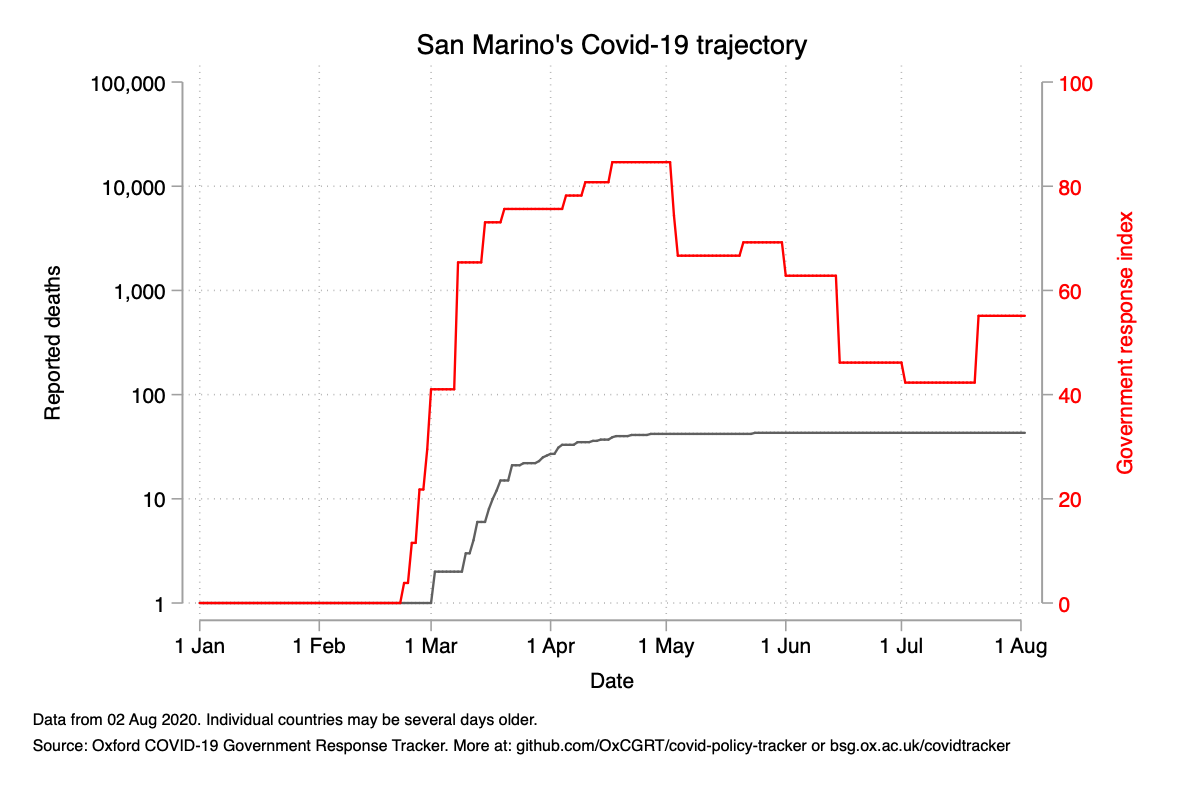 San Marino's Covid-19 trajectory
100,000
10,000
1,000
100
10
1
Reported deaths
100
80
60
40
20
0
Government response index
1 Jan
1 Feb
1 Mar
1 Apr
1 May
1 Jun
1 Jul
1 Aug
Date
Data from 02 Aug 2020. Individual countries may be several days older.
Source: Oxford COVID-19 Government Response Tracker. More at: github.com/OxCGRT/covid-policy-tracker or bsg.ox.ac.uk/covidtracker